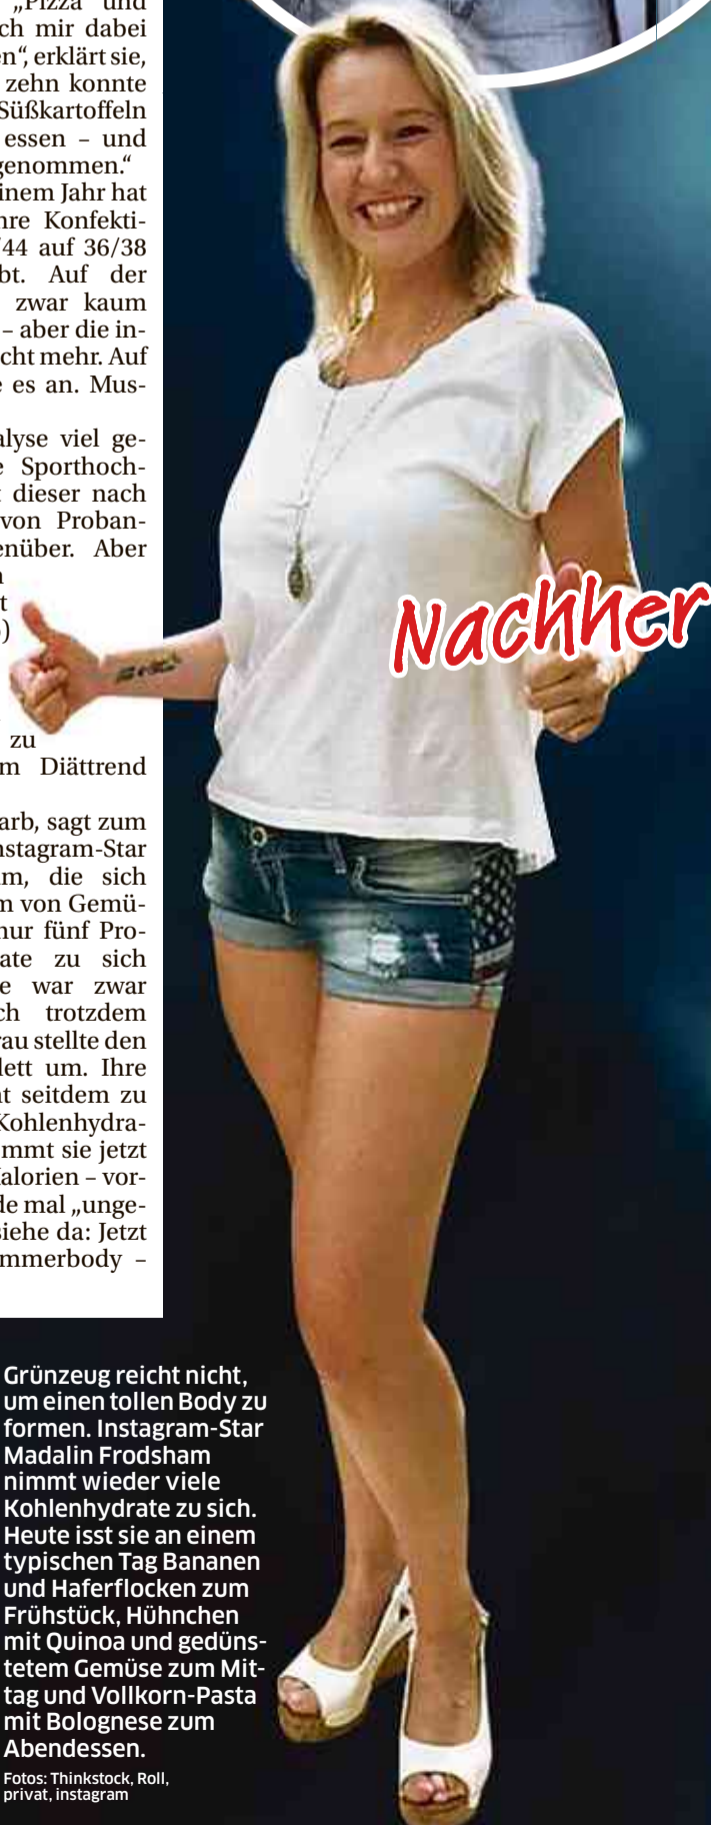 „Pizza und
ch mir dabei
en“, erklärt sie,
zehn konnte
Süßkartoffeln
essen – und
genommen.“
inem Jahr hat
hre Konfekti-
/44 auf 36/38
bt. Auf der
zwar kaum
– aber die in-
cht mehr. Auf
e es an. Mus-
alyse viel ge-
e Sporthoch-
t dieser nach
von Proban-
enüber. Aber
n
t
)
zu
m Diättrend
arb, sagt zum
nstagram-Star
m, die sich
m von Gemü-
nur fünf Pro-
ate zu sich
e war zwar
ch trotzdem
rau stellte den
lett um. Ihre
ht seitdem zu
Kohlenhydra-
mmt sie jetzt
alorien – vor-
de mal „unge-
siehe da: Jetzt
mmerbody –
Nachher
Grünzeug reicht nicht,
um einen tollen Body zu
formen. Instagram-Star
Madalin Frodsham
nimmt wieder viele
Kohlenhydrate zu sich.
Heute isst sie an einem
typischen Tag Bananen
und Haferflocken zum
Frühstück, Hühnchen
mit Quinoa und gedüns-
tetem Gemüse zum Mit-
tag und Vollkorn-Pasta
mit Bolognese zum
Abendessen.
Fotos: Thinkstock, Roll,
privat, instagram